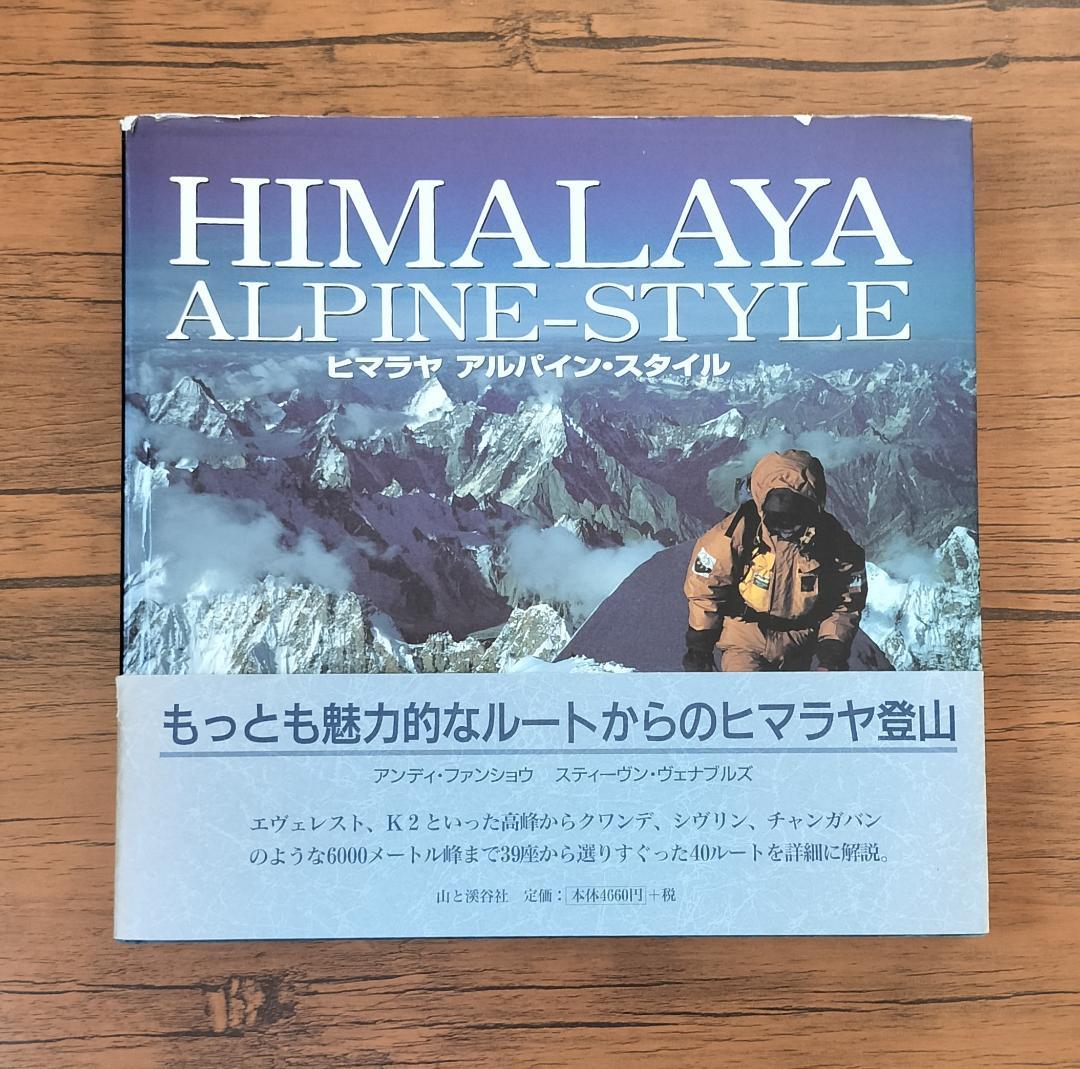 HIMALAYA
ALPINE-STYLE
ヒマラヤ アルパイン・スタイル
もっとも魅力的なルートからのヒマラヤ登山
アンディ・ファンショウ スティーヴン・ヴェナブルズ
エヴェレスト、K2といった高峰からクワンデ、シヴリン、チャンガバン
のような6000メートル峰まで39座から選りすぐった40ルートを詳細に解説。
山と溪谷社 定価：本体4660円＋税